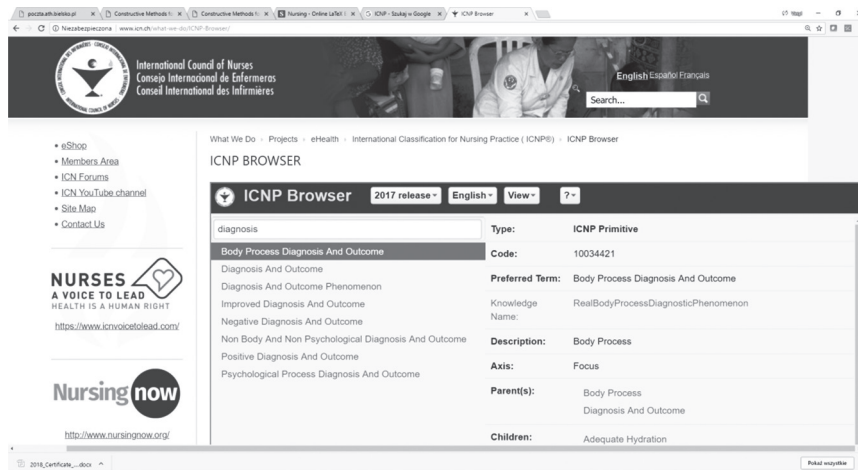 poczta.ath.bielsko.pl
Constructive Methods fo
Constructive Methods fo
Nursing - Online LaTeX E
ICNP - Szukaj w Google
ICNP Browser
Niezabezpieczona | www.icn.ch/what-we-do/ICNP-Browser/
International Council of Nurses
Consejo Internacional de Enfermeras
Conseil International des Infirmières
English Español Français
Search...
What We Do › Projects › eHealth › International Classification for Nursing Practice ( ICNP®) › ICNP Browser
ICNP BROWSER
• eShop
• Members Area
• ICN Forums
• ICN YouTube channel
• Site Map
• Contact Us
NURSES
A VOICE TO LEAD
HEALTH IS A HUMAN RIGHT
https://www.icnvoicetolead.com/
Nursing now
http://www.nursingnow.org/
ICNP Browser
2017 release
English
View
?
diagnosis
Body Process Diagnosis And Outcome
Diagnosis And Outcome
Diagnosis And Outcome Phenomenon
Improved Diagnosis And Outcome
Negative Diagnosis And Outcome
Non Body And Non Psychological Diagnosis And Outcome
Positive Diagnosis And Outcome
Psychological Process Diagnosis And Outcome
Type: ICNP Primitive
Code: 10034421
Preferred Term: Body Process Diagnosis And Outcome
Knowledge Name: RealBodyProcessDiagnosticPhenomenon
Description: Body Process
Axis: Focus
Parent(s): Body Process
Diagnosis And Outcome
Children: Adequate Hydration
2018_Certificate_....docx
Pokaż wszystkie